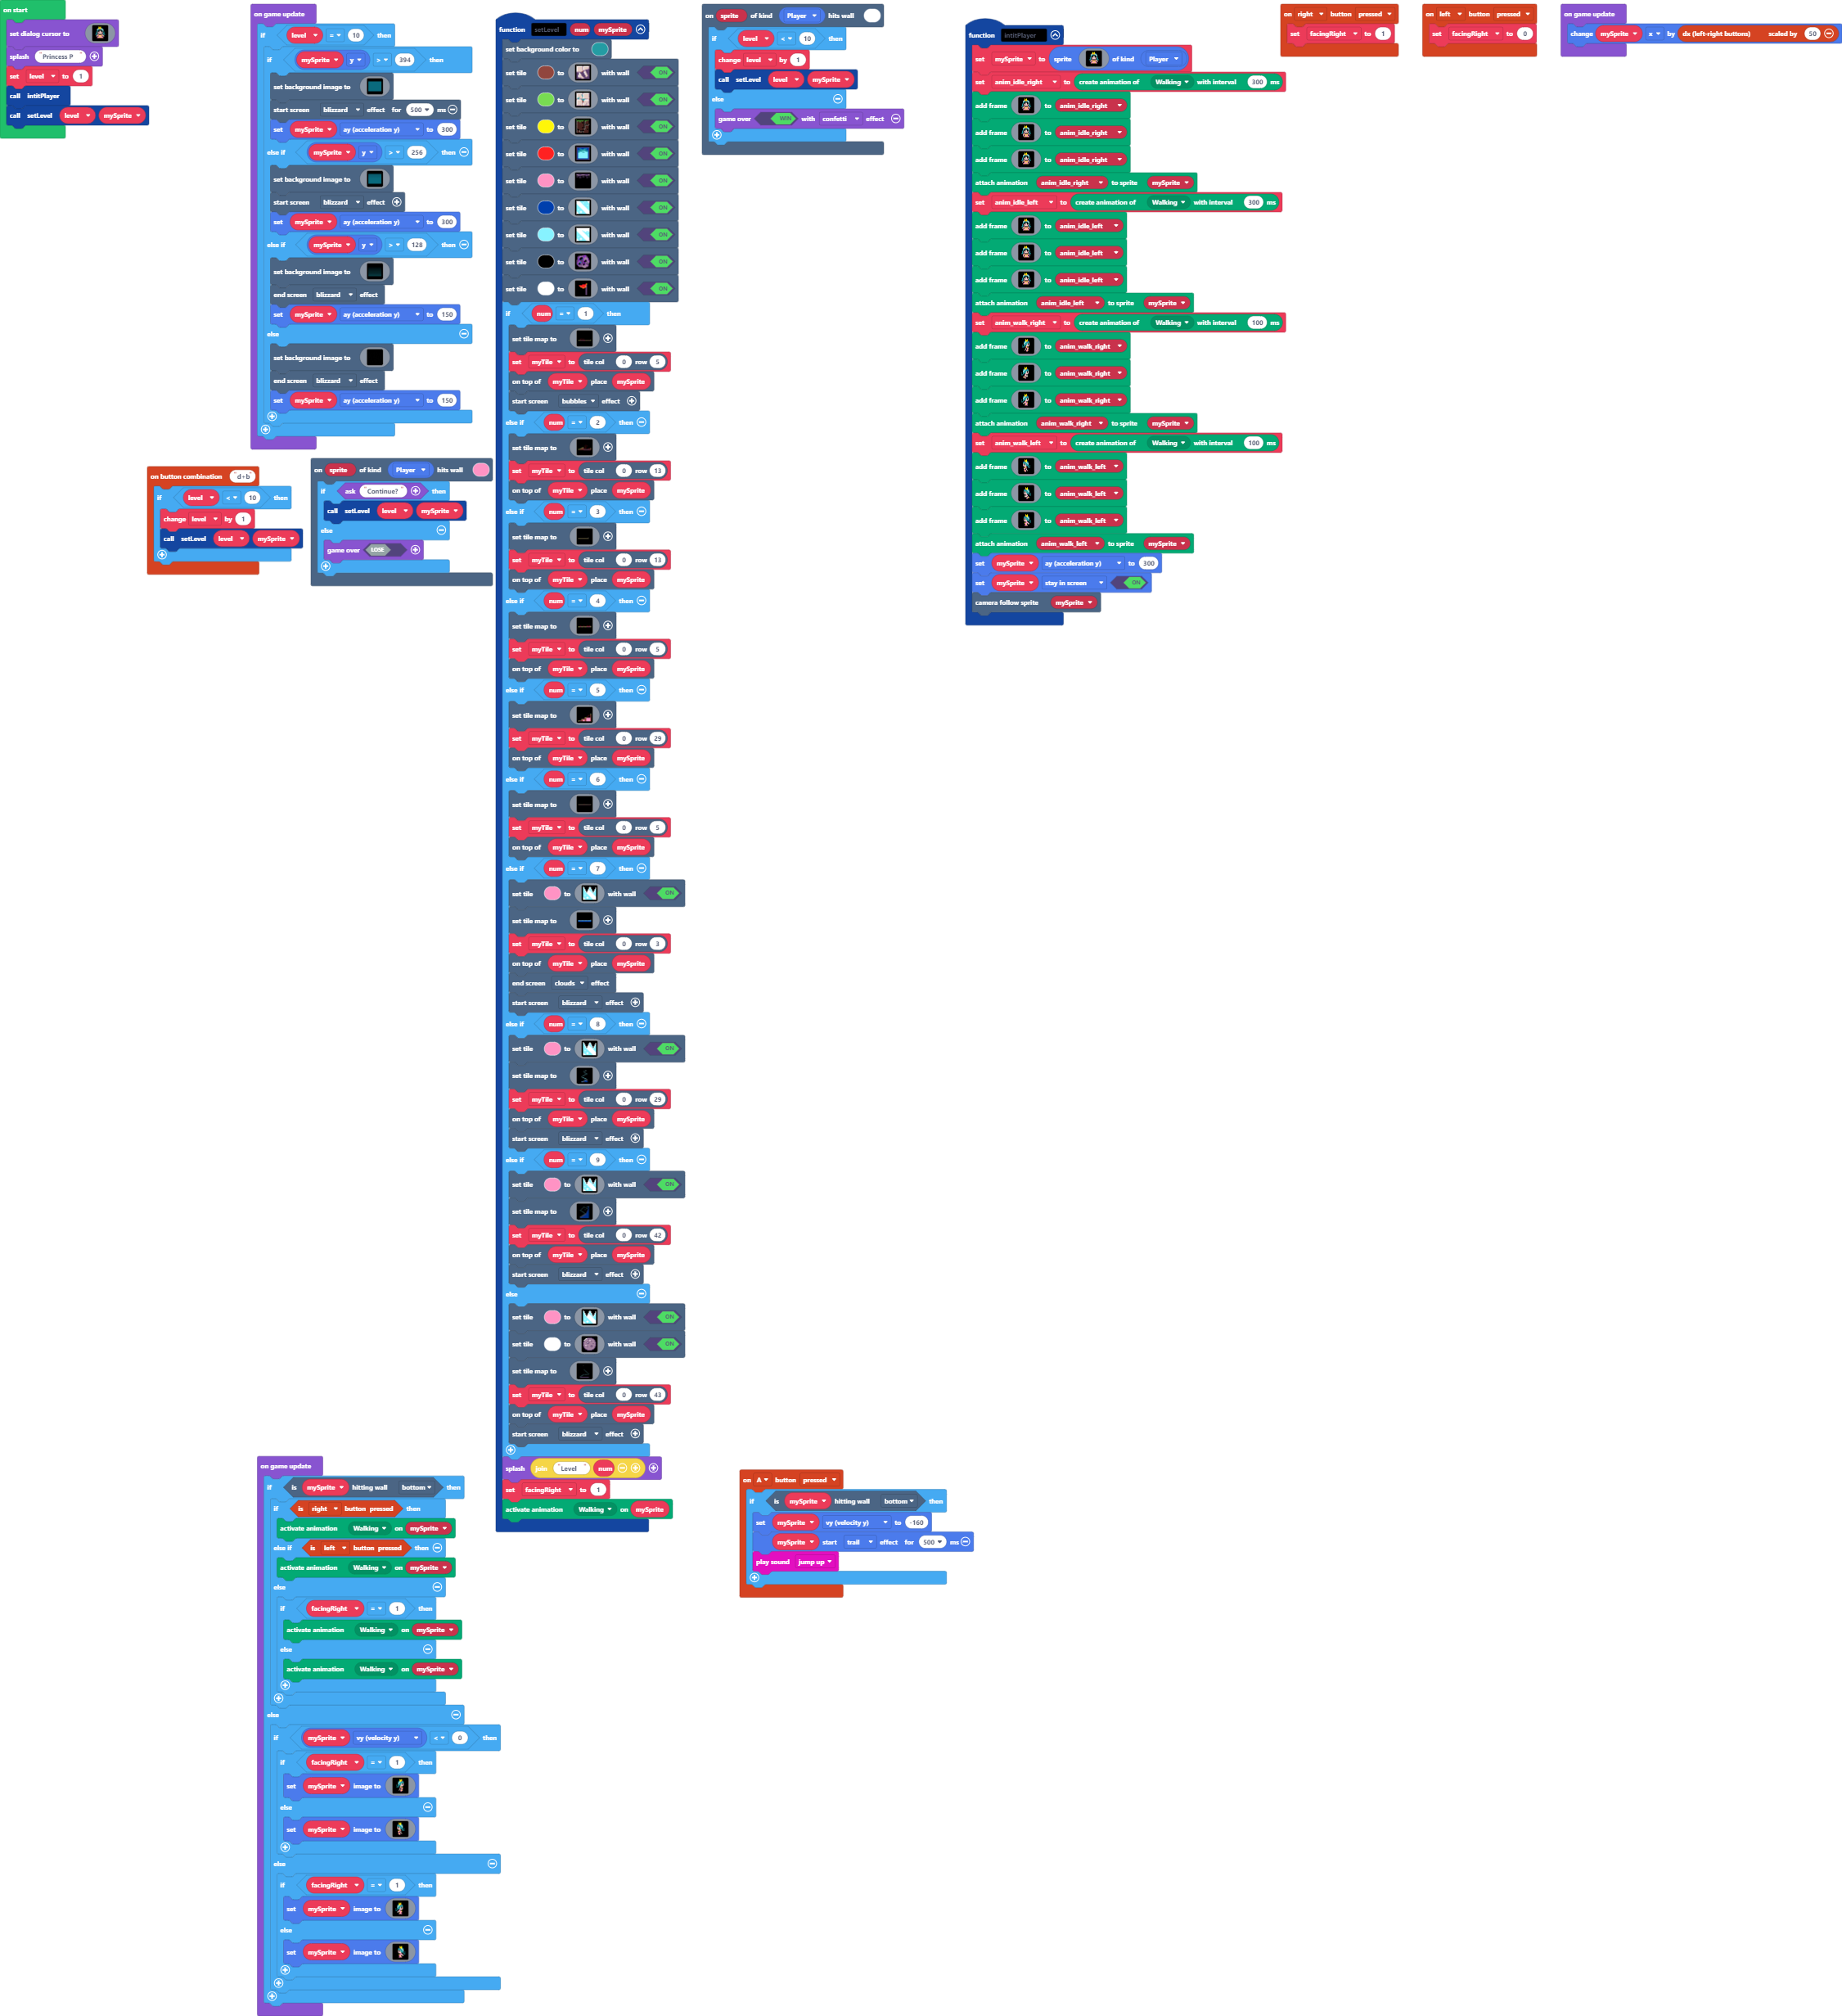 on start
set dialog cursor to
splash Princess P
set level to 1
call intitPlayer
call setLevel level mySprite
on game update
if level = 10 then
if mySprite y > 394 then
set background image to
start screen blizzard effect for 500 ms
set mySprite ay (acceleration y) to 300
else if mySprite y > 256 then
set background image to
start screen blizzard effect
set mySprite ay (acceleration y) to 300
else if mySprite y > 128 then
set background image to
end screen blizzard effect
set mySprite ay (acceleration y) to 150
else
set background image to
end screen blizzard effect
set mySprite ay (acceleration y) to 150
on button combination d+b
if level < 10 then
change level by 1
call setLevel level mySprite
on sprite of kind Player hits wall
if ask Continue? then
call setLevel level mySprite
else
game over LOSE
function setLevel num mySprite
set background color to
set tile to with wall ON
set tile to with wall ON
set tile to with wall ON
set tile to with wall ON
set tile to with wall ON
set tile to with wall ON
set tile to with wall ON
set tile to with wall ON
set tile to with wall ON
if num = 1 then
set tile map to
set myTile to tile col 0 row 5
on top of myTile place mySprite
start screen bubbles effect
else if num = 2 then
set tile map to
set myTile to tile col 0 row 13
on top of myTile place mySprite
else if num = 3 then
set tile map to
set myTile to tile col 0 row 13
on top of myTile place mySprite
else if num = 4 then
set tile map to
set myTile to tile col 0 row 5
on top of myTile place mySprite
else if num = 5 then
set tile map to
set myTile to tile col 0 row 29
on top of myTile place mySprite
else if num = 6 then
set tile map to
set myTile to tile col 0 row 5
on top of myTile place mySprite
else if num = 7 then
set tile to with wall ON
set tile map to
set myTile to tile col 0 row 3
on top of myTile place mySprite
end screen clouds effect
start screen blizzard effect
else if num = 8 then
set tile to with wall ON
set tile map to
set myTile to tile col 0 row 29
on top of myTile place mySprite
start screen blizzard effect
else if num = 9 then
set tile to with wall ON
set tile map to
set myTile to tile col 0 row 42
on top of myTile place mySprite
start screen blizzard effect
else
set tile to with wall ON
set tile to with wall ON
set tile map to
set myTile to tile col 0 row 43
on top of myTile place mySprite
start screen blizzard effect
splash join Level num
set facingRight to 1
activate animation Walking on mySprite
on sprite of kind Player hits wall
if level < 10 then
change level by 1
call setLevel level mySprite
else
game over WIN with confetti effect
function intitPlayer
set mySprite to sprite of kind Player
set anim_idle_right to create animation of Walking with interval 300 ms
add frame to anim_idle_right
add frame to anim_idle_right
add frame to anim_idle_right
attach animation anim_idle_right to sprite mySprite
set anim_idle_left to create animation of Walking with interval 300 ms
add frame to anim_idle_left
add frame to anim_idle_left
add frame to anim_idle_left
attach animation anim_idle_left to sprite mySprite
set anim_walk_right to create animation of Walking with interval 100 ms
add frame to anim_walk_right
add frame to anim_walk_right
add frame to anim_walk_right
attach animation anim_walk_right to sprite mySprite
set anim_walk_left to create animation of Walking with interval 100 ms
add frame to anim_walk_left
add frame to anim_walk_left
add frame to anim_walk_left
attach animation anim_walk_left to sprite mySprite
set mySprite ay (acceleration y) to 300
set mySprite stay in screen ON
camera follow sprite mySprite
on right button pressed
set facingRight to 1
on left button pressed
set facingRight to 0
on game update
change mySprite x by dx (left-right buttons) scaled by 50
on game update
if is mySprite hitting wall bottom then
if is right button pressed then
activate animation Walking on mySprite
else if is left button pressed then
activate animation Walking on mySprite
else
if facingRight = 1 then
activate animation Walking on mySprite
else
activate animation Walking on mySprite
else
if mySprite vy (velocity y) < 0 then
if facingRight = 1 then
set mySprite image to
else
set mySprite image to
else
if facingRight = 1 then
set mySprite image to
else
set mySprite image to
on A button pressed
if is mySprite hitting wall bottom then
set mySprite vy (velocity y) to -160
mySprite start trail effect for 500 ms
play sound jump up